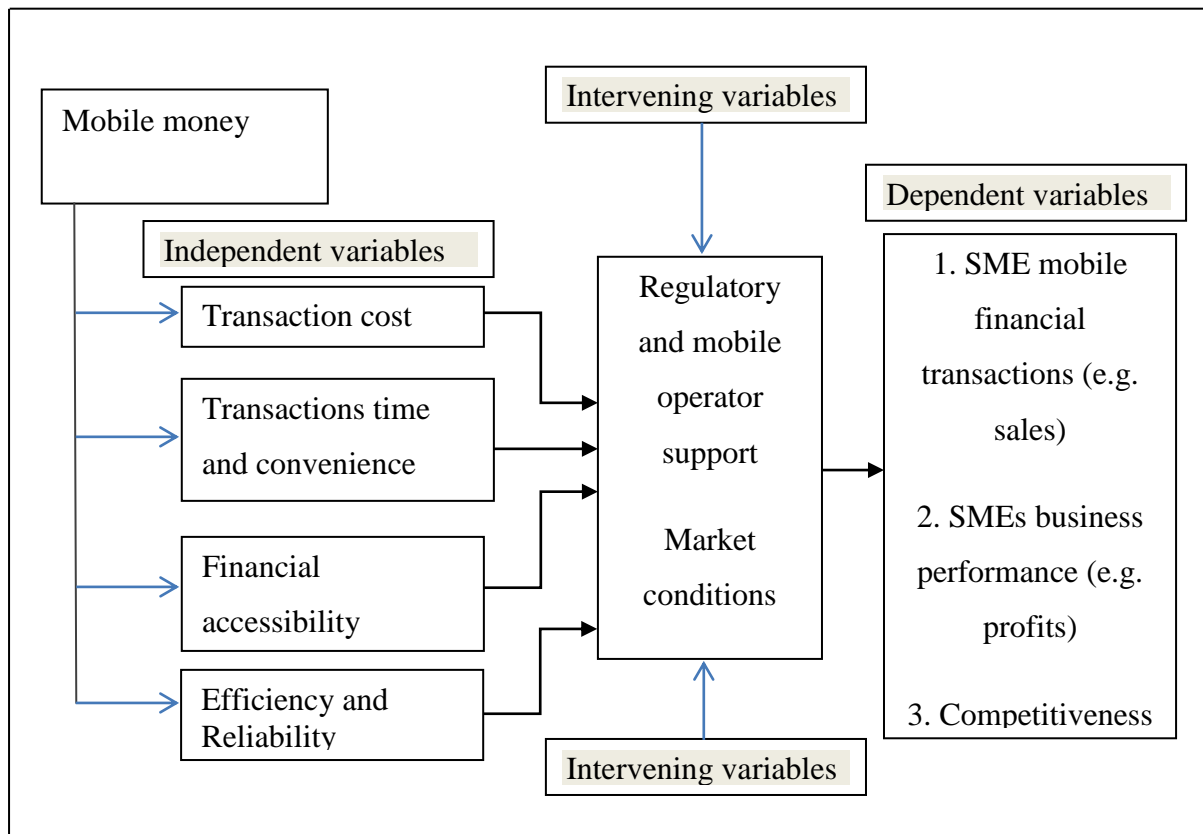 Mobile money
Independent variables
Transaction cost
Transactions time
and convenience
Financial
accessibility
Efficiency and
Reliability
Intervening variables
Regulatory
and mobile
operator
support
Market
conditions
Intervening variables
Dependent variables
1. SME mobile
financial
transactions (e.g.
sales)
2. SMEs business
performance (e.g.
profits)
3. Competitiveness